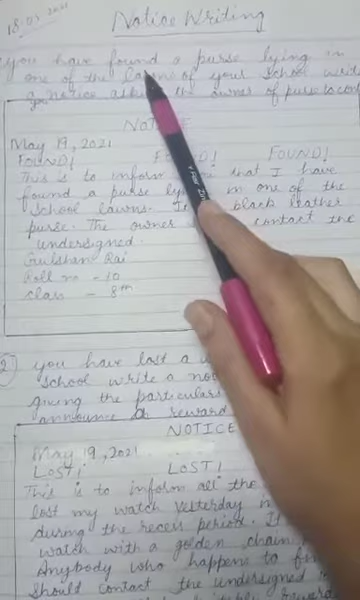 18.05.2021
Notice Writing
you have found a purse lying in
one of the lawns of your School write
a notice the owner of purse to
NOTICE
May 19, 2021
FOUND! FOUND! FOUND!
This is to inform that I have
found a purse in one of the
School lawns. black leather
purse. The owner contact the
undersigned.
Gulshan Rai
Roll no - 10
Class - 8th
2) you have lost a
school write a
giving the particulars
announce a reward
NOTICE
May 19, 2021
LOST! LOST!
This is to inform all the
lost my watch yesterday in
during the recess period.
watch with a golden chain
Anybody who happens to
should contact the undersigned